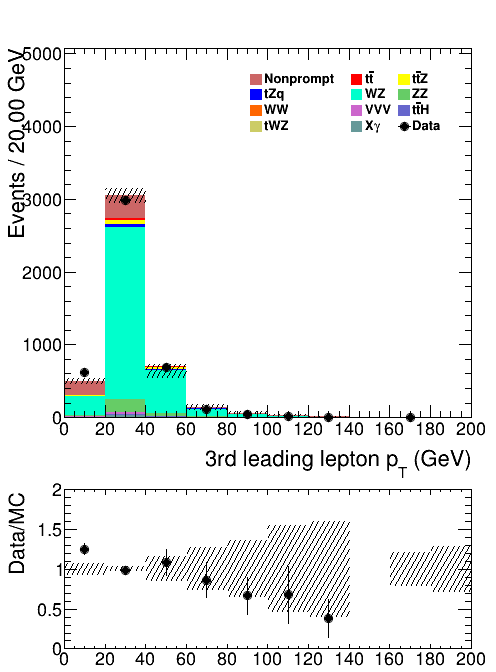 Events / 20.00 GeV
5000
4000
3000
2000
1000
0
Nonprompt tt̄ tt̄Z
tZq WZ ZZ
WW VVV tt̄H
tWZ Xγ Data
0 20 40 60 80 100 120 140 160 180 200
3rd leading lepton p_T (GeV)
Data/MC
2
1.5
1
0.5
0
0 20 40 60 80 100 120 140 160 180 200